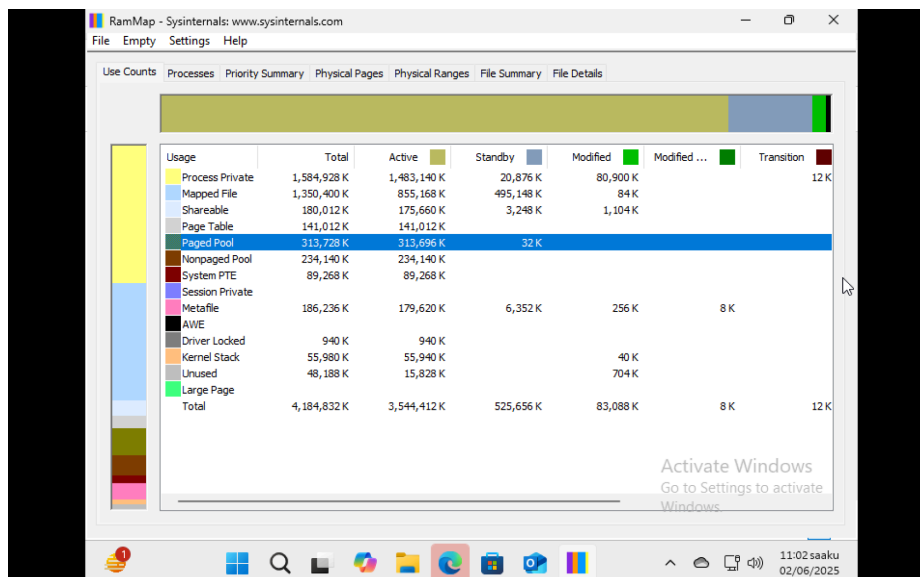 RamMap - Sysinternals: www.sysinternals.com
File Empty Settings Help
Use Counts Processes Priority Summary Physical Pages Physical Ranges File Summary File Details
Usage Total Active Standby Modified Modified ... Transition
Process Private 1,584,928 K 1,483,140 K 20,876 K 80,900 K 12 K
Mapped File 1,350,400 K 855,168 K 495,148 K 84 K
Shareable 180,012 K 175,660 K 3,248 K 1,104 K
Page Table 141,012 K 141,012 K
Paged Pool 313,728 K 313,696 K 32 K
Nonpaged Pool 234,140 K 234,140 K
System PTE 89,268 K 89,268 K
Session Private
Metafile 186,236 K 179,620 K 6,352 K 256 K 8 K
AWE
Driver Locked 940 K 940 K
Kernel Stack 55,980 K 55,940 K 40 K
Unused 48,188 K 15,828 K 704 K
Large Page
Total 4,184,832 K 3,544,412 K 525,656 K 83,088 K 8 K 12 K
Activate Windows
Go to Settings to activate
Windows.
1
11:02 saaku
02/06/2025